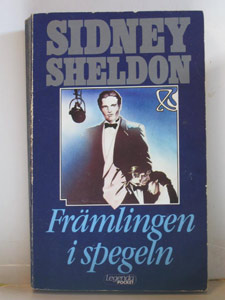 SIDNEY
SHELDON
Främlingen
i spegeln
Legenda
POCKET